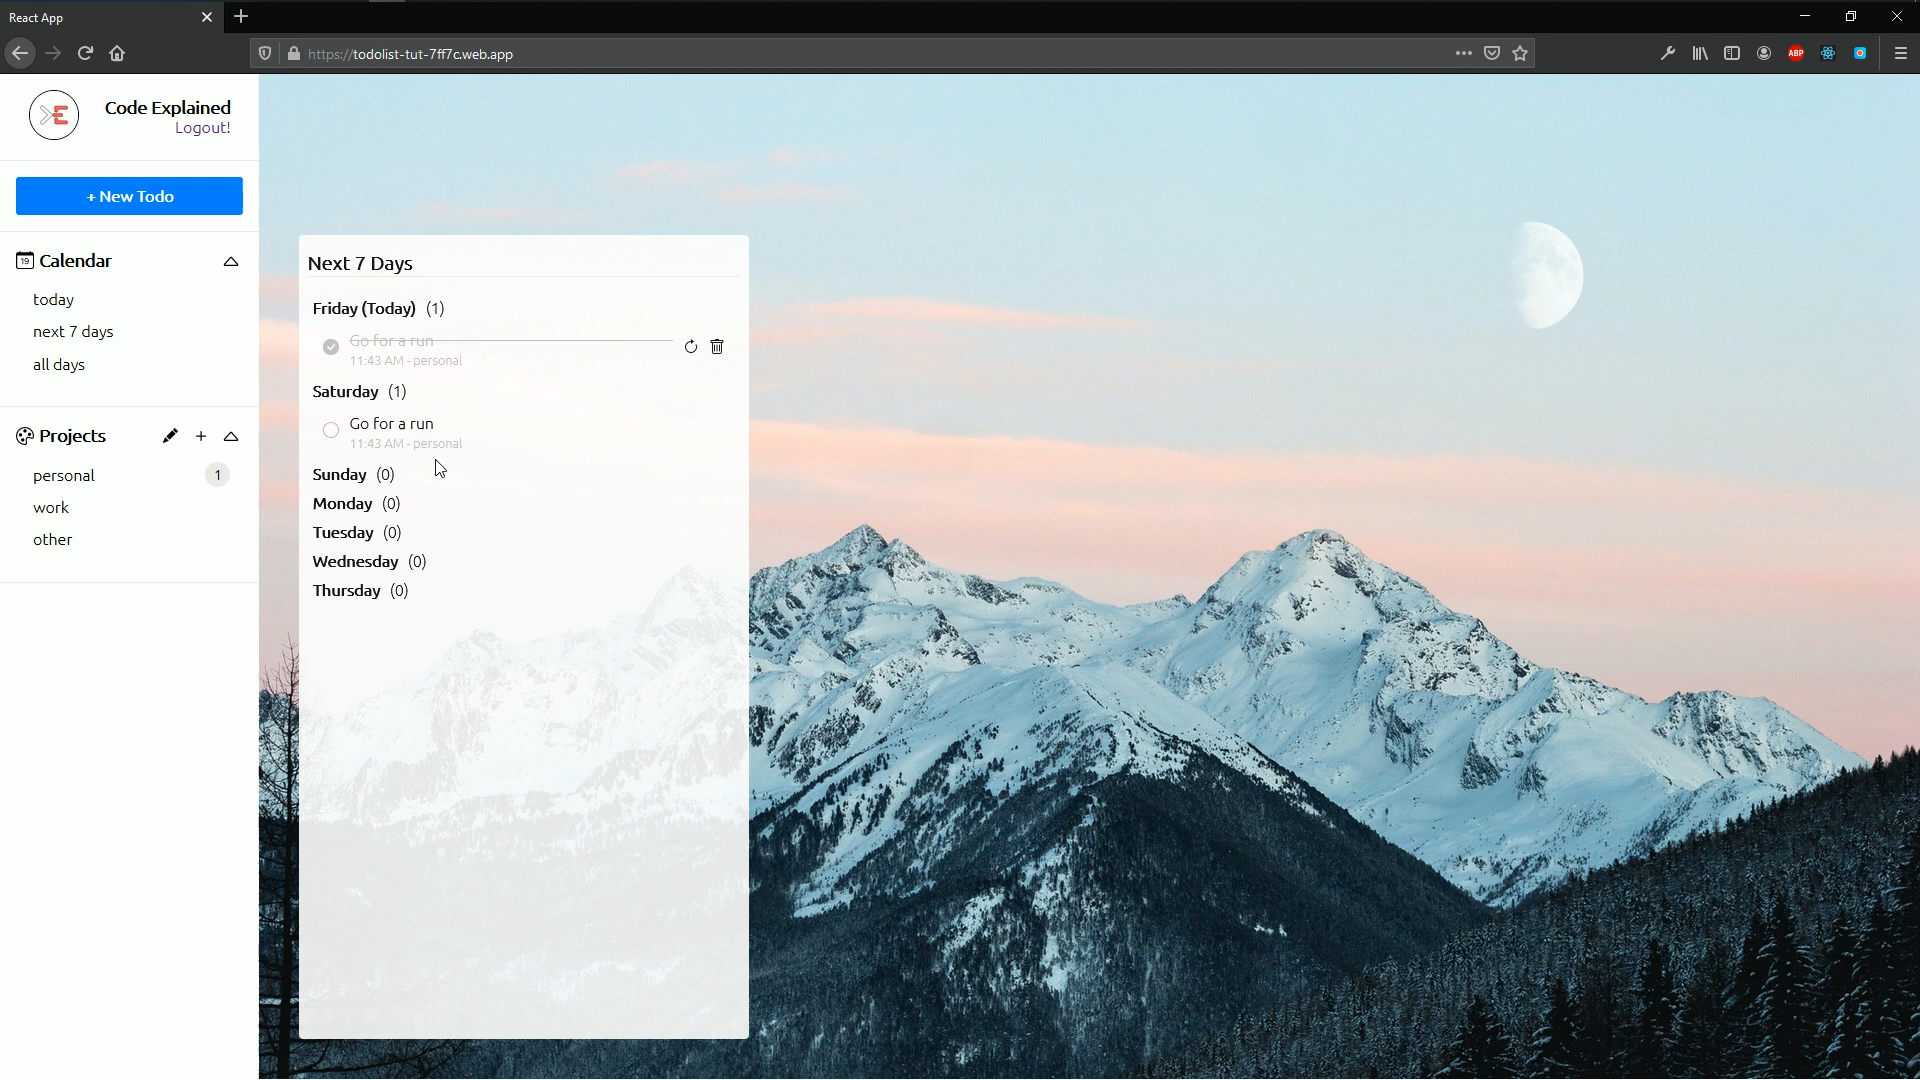 React App
https://todolist-tut-7ff7c.web.app
ABP
Code Explained
Logout!
+ New Todo
19 Calendar
today
next 7 days
all days
Projects +
personal 1
work
other
Next 7 Days
Friday (Today) (1)
Go for a run
11:43 AM - personal
Saturday (1)
Go for a run
11:43 AM - personal
Sunday (0)
Monday (0)
Tuesday (0)
Wednesday (0)
Thursday (0)